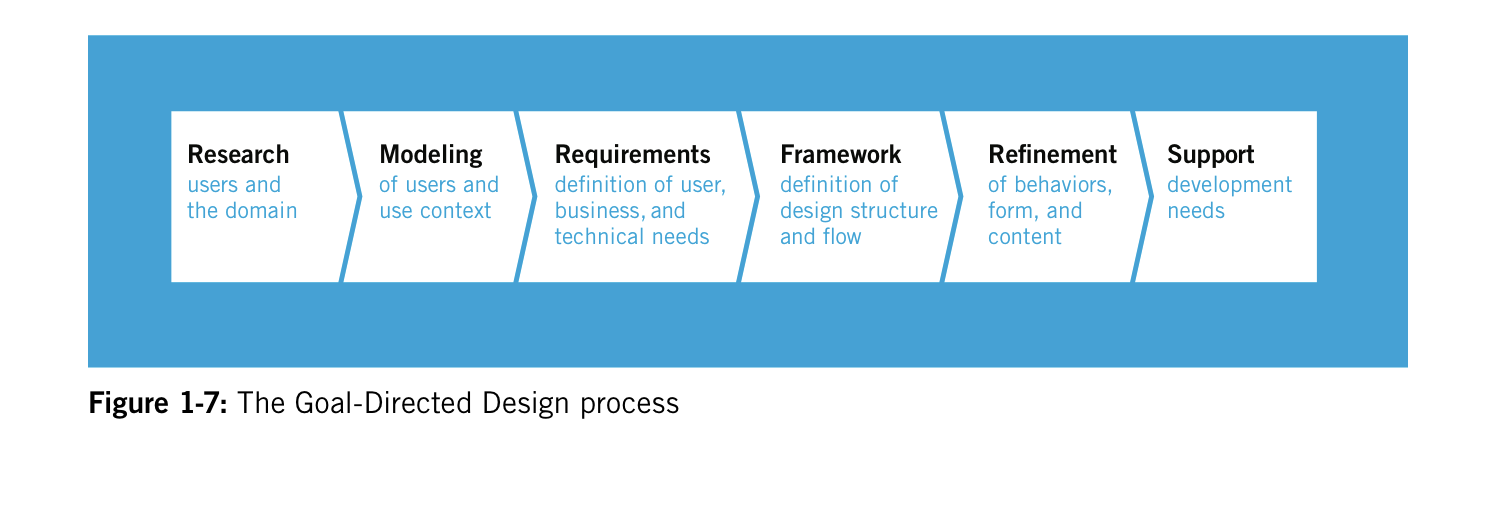 Research
users and
the domain
Modeling
of users and
use context
Requirements
definition of user,
business, and
technical needs
Framework
definition of
design structure
and flow
Refinement
of behaviors,
form, and
content
Support
development
needs
Figure 1-7: The Goal-Directed Design process